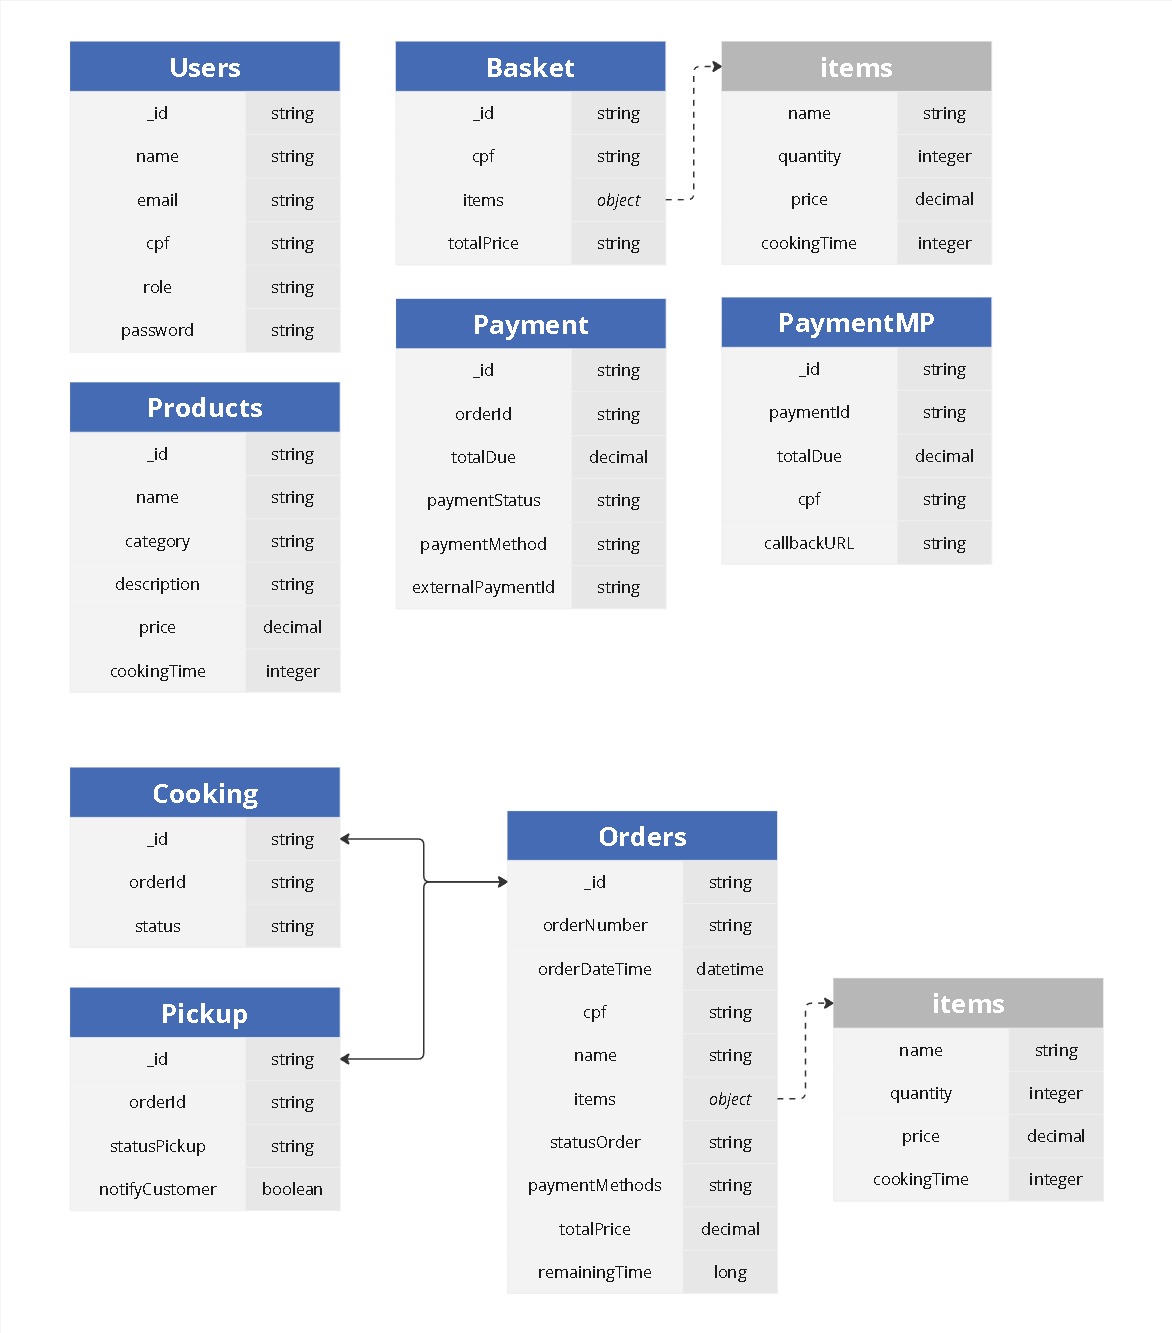 Users
_id string
name string
email string
cpf string
role string
password string
Basket
_id string
cpf string
items object
totalPrice string
items
name string
quantity integer
price decimal
cookingTime integer
Products
_id string
name string
category string
description string
price decimal
cookingTime integer
Payment
_id string
orderId string
totalDue decimal
paymentStatus string
paymentMethod string
externalPaymentId string
PaymentMP
_id string
paymentId string
totalDue decimal
cpf string
callbackURL string
Cooking
_id string
orderId string
status string
Pickup
_id string
orderId string
statusPickup string
notifyCustomer boolean
Orders
_id string
orderNumber string
orderDateTime datetime
cpf string
name string
items object
statusOrder string
paymentMethods string
totalPrice decimal
remainingTime long
items
name string
quantity integer
price decimal
cookingTime integer